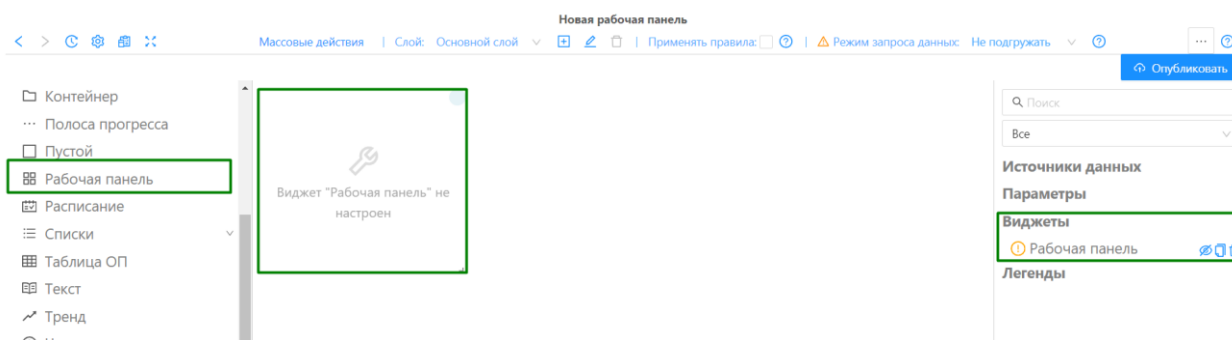 Новая рабочая панель
Массовые действия | Слой: Основной слой | Применять правила: | Режим запроса данных: Не подгружать
Опубликовать
Контейнер
Полоса прогресса
Пустой
Рабочая панель
Расписание
Списки
Таблица ОП
Текст
Тренд
Виджет "Рабочая панель" не
настроен
Поиск
Все
Источники данных
Параметры
Виджеты
Рабочая панель
Легенды